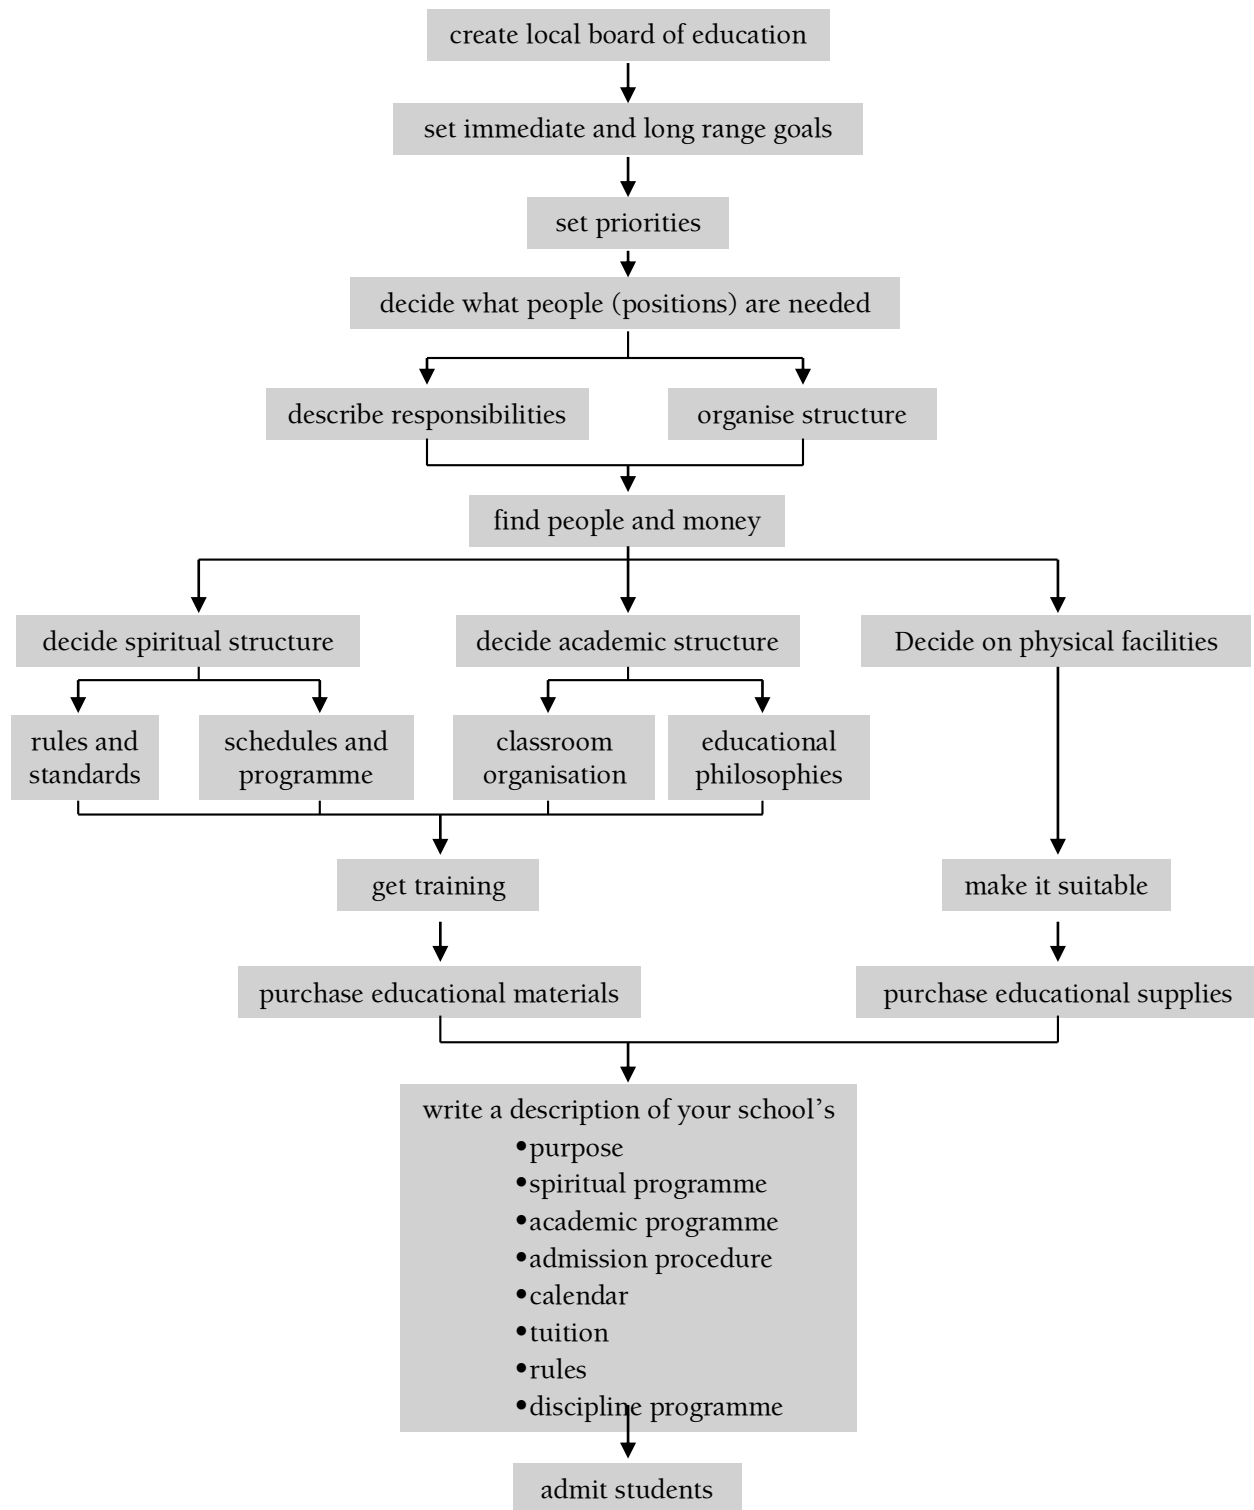 create local board of education
set immediate and long range goals
set priorities
decide what people (positions) are needed
describe responsibilities
organise structure
find people and money
decide spiritual structure
decide academic structure
Decide on physical facilities
rules and
standards
schedules and
programme
classroom
organisation
educational
philosophies
get training
make it suitable
purchase educational materials
purchase educational supplies
write a description of your school’s
•purpose
•spiritual programme
•academic programme
•admission procedure
•calendar
•tuition
•rules
•discipline programme
admit students